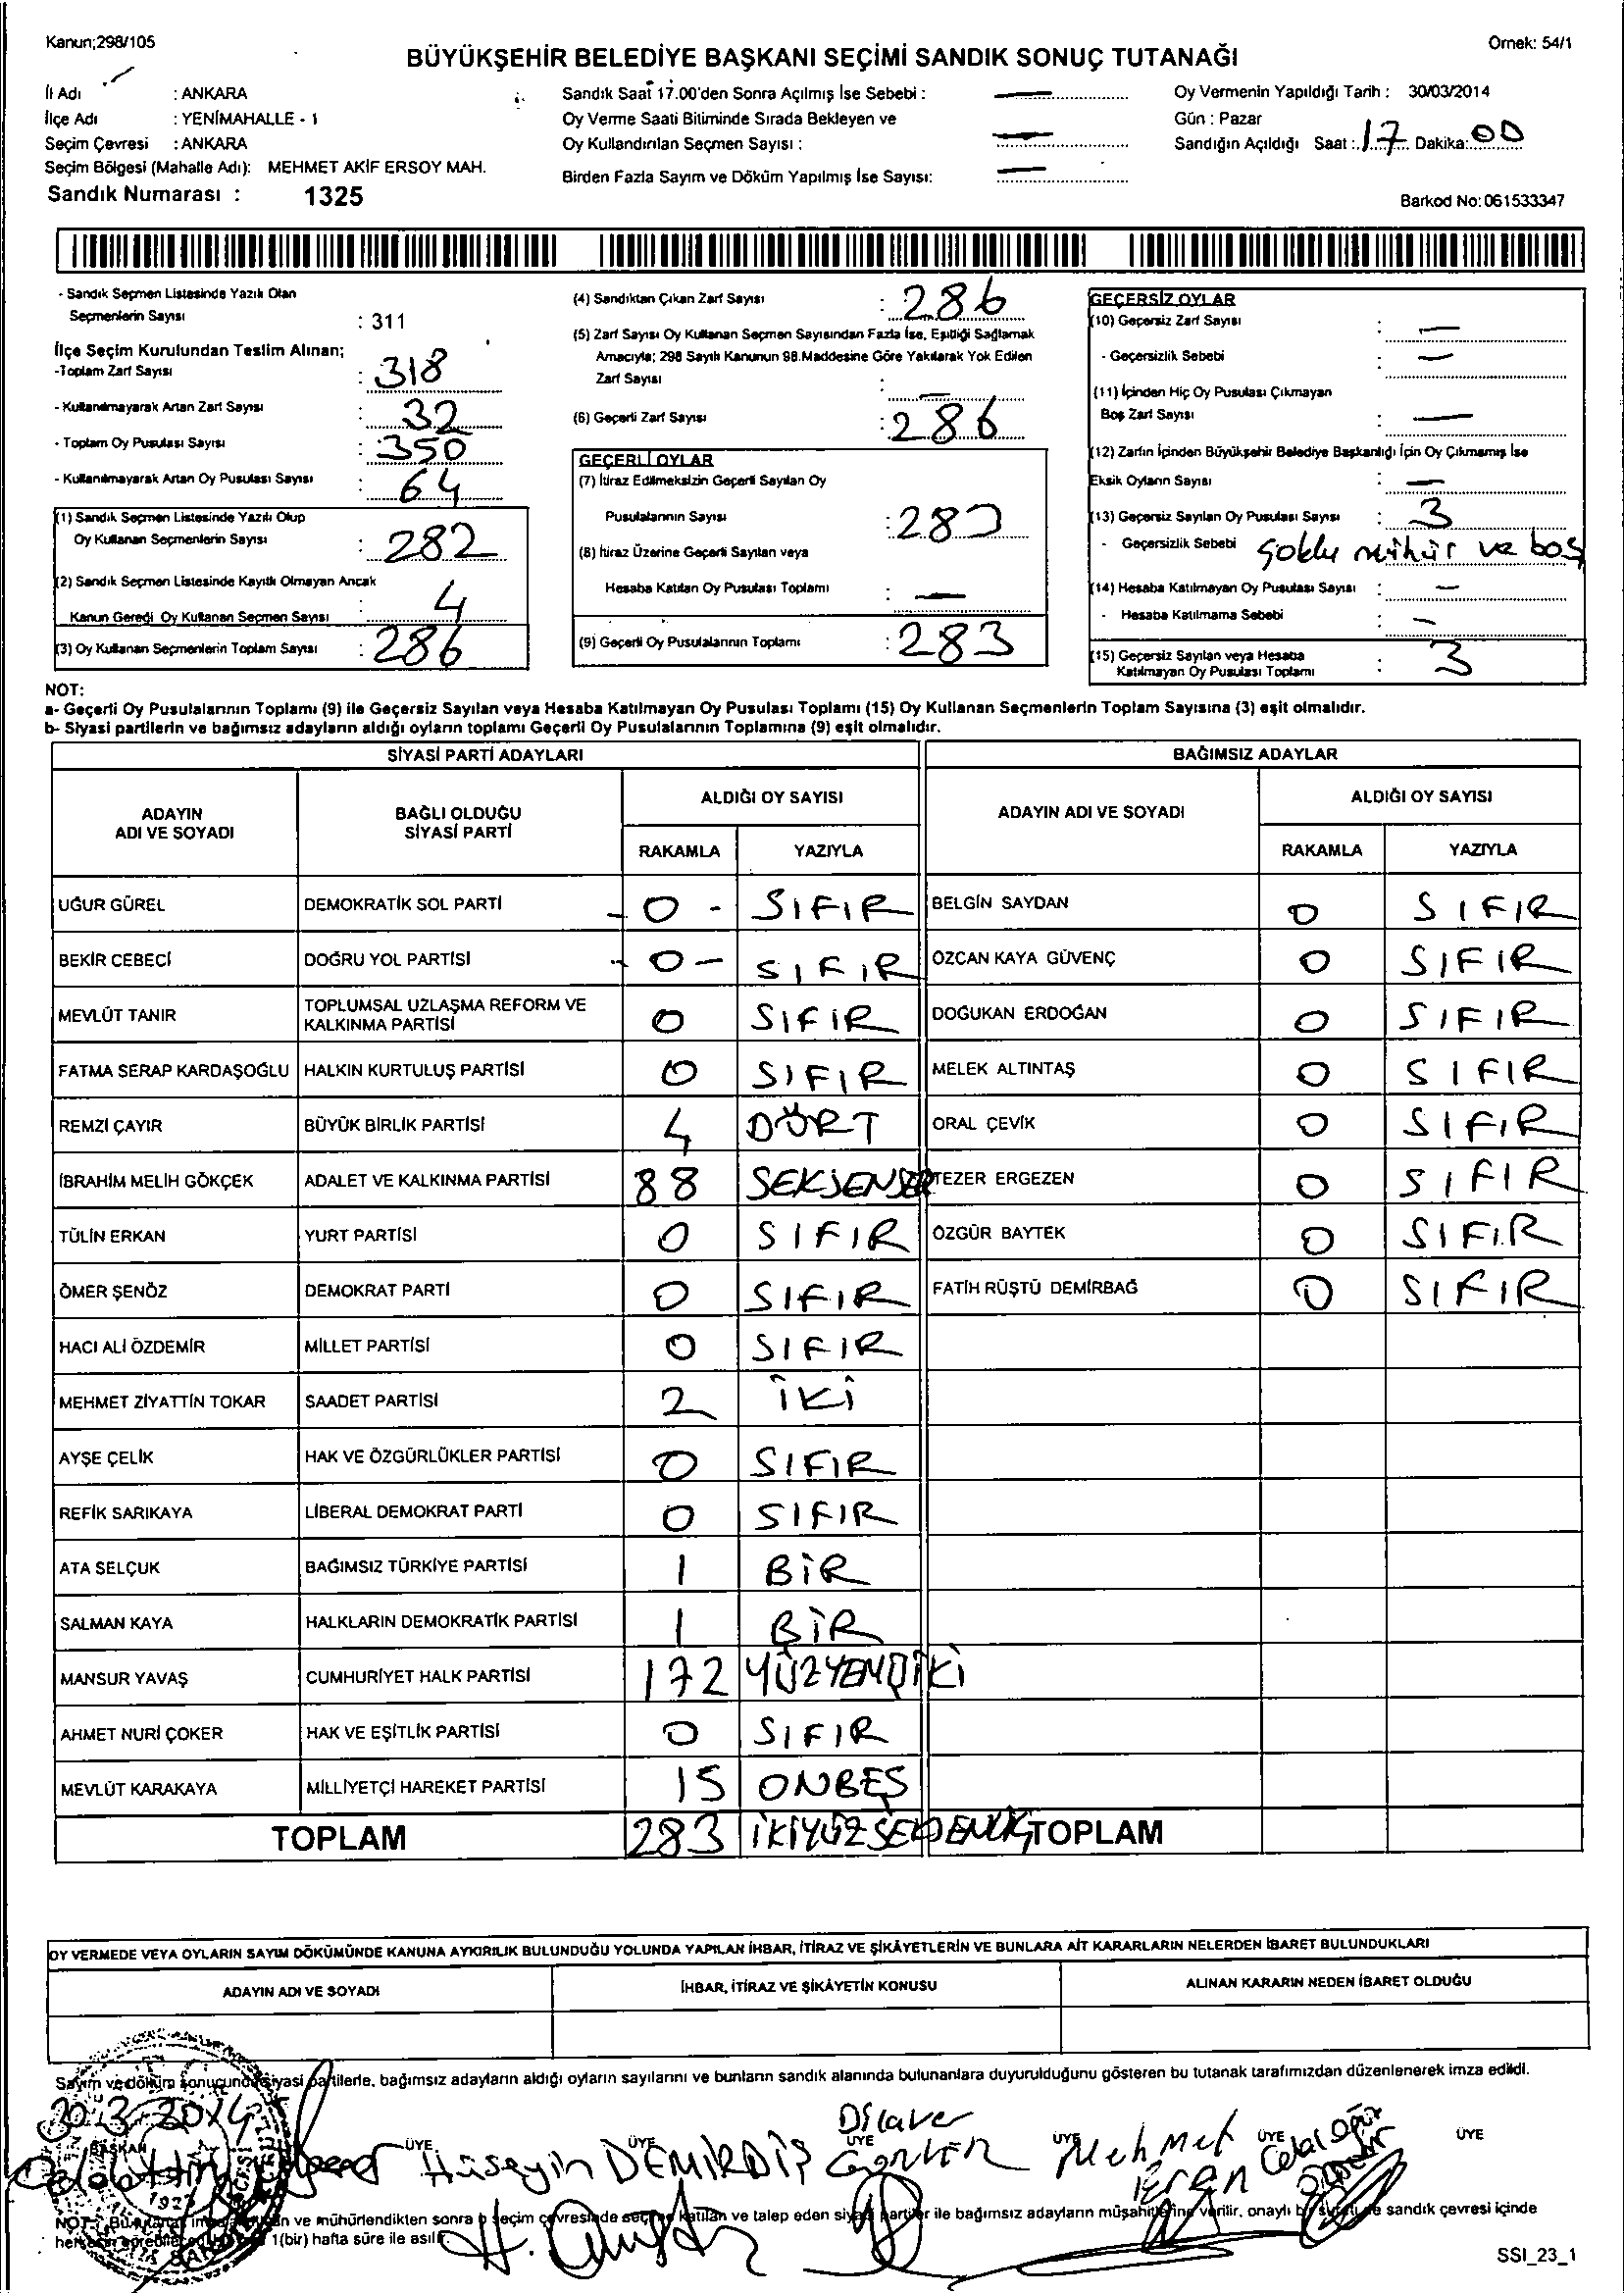 Kanun;298/105
Örnek: 54/1
BÜYÜKŞEHİR BELEDİYE BAŞKANI SEÇİMİ SANDIK SONUÇ TUTANAĞI
İl Adı : ANKARA
İlçe Adı : YENİMAHALLE - 1
Seçim Çevresi : ANKARA
Seçim Bölgesi (Mahalle Adı): MEHMET AKİF ERSOY MAH.
Sandık Numarası : 1325
Sandık Saat 17.00'den Sonra Açılmış İse Sebebi : —
Oy Verme Saati Bitiminde Sırada Bekleyen ve
Oy Kullandırılan Seçmen Sayısı : —
Birden Fazla Sayım ve Döküm Yapılmış İse Sayısı: —
Oy Vermenin Yapıldığı Tarih : 30/03/2014
Gün : Pazar
Sandığın Açıldığı Saat : 17 Dakika: 00
Barkod No: 061533347
- Sandık Seçmen Listesinde Yazılı Olan
Seçmenlerin Sayısı : 311
İlçe Seçim Kurulundan Teslim Alınan;
-Toplam Zarf Sayısı : 318
- Kullanılmayarak Artan Zarf Sayısı : 32
- Toplam Oy Pusulası Sayısı : 350
- Kullanılmayarak Artan Oy Pusulası Sayısı : 64
(1) Sandık Seçmen Listesinde Yazılı Olup
Oy Kullanan Seçmenlerin Sayısı : 282
(2) Sandık Seçmen Listesinde Kayıtlı Olmayan Ancak
Kanun Gereği Oy Kullanan Seçmen Sayısı : 4
(3) Oy Kullanan Seçmenlerin Toplam Sayısı : 286
(4) Sandıktan Çıkan Zarf Sayısı : 286
(5) Zarf Sayısı Oy Kullanan Seçmen Sayısından Fazla İse, Eşitliği Sağlamak
Amacıyla; 298 Sayılı Kanunun 98.Maddesine Göre Yakılarak Yok Edilen
Zarf Sayısı : —
(6) Geçerli Zarf Sayısı : 286
GEÇERLİ OYLAR
(7) İtiraz Edilmeksizin Geçerli Sayılan Oy
Pusulalarının Sayısı : 283
(8) İtiraz Üzerine Geçerli Sayılan veya
Hesaba Katılan Oy Pusulası Toplamı : —
(9) Geçerli Oy Pusulalarının Toplamı : 283
GEÇERSİZ OYLAR
(10) Geçersiz Zarf Sayısı : —
- Geçersizlik Sebebi : —
(11) İçinden Hiç Oy Pusulası Çıkmayan
Boş Zarf Sayısı : —
(12) Zarfın İçinden Büyükşehir Belediye Başkanlığı İçin Oy Çıkmamış İse
Eksik Oyların Sayısı : —
(13) Geçersiz Sayılan Oy Pusulası Sayısı : 3
- Geçersizlik Sebebi çoklu mühür ve boş
(14) Hesaba Katılmayan Oy Pusulası Sayısı : —
- Hesaba Katılmama Sebebi : —
(15) Geçersiz Sayılan veya Hesaba
Katılmayan Oy Pusulası Toplamı : 3
NOT:
a- Geçerli Oy Pusulalarının Toplamı (9) ile Geçersiz Sayılan veya Hesaba Katılmayan Oy Pusulası Toplamı (15) Oy Kullanan Seçmenlerin Toplam Sayısına (3) eşit olmalıdır.
b- Siyasi partilerin ve bağımsız adayların aldığı oyların toplamı Geçerli Oy Pusulalarının Toplamına (9) eşit olmalıdır.
SİYASİ PARTİ ADAYLARI BAĞIMSIZ ADAYLAR
ADAYIN ADI VE SOYADI BAĞLI OLDUĞU SİYASİ PARTİ ALDIĞI OY SAYISI ADAYIN ADI VE SOYADI ALDIĞI OY SAYISI
RAKAMLA YAZIYLA RAKAMLA YAZIYLA
UĞUR GÜREL DEMOKRATİK SOL PARTİ - 0 - SIFIR BELGİN SAYDAN 0 SIFIR
BEKİR CEBECİ DOĞRU YOL PARTİSİ - 0 - SIFIR ÖZCAN KAYA GÜVENÇ 0 SIFIR
MEVLÜT TANIR TOPLUMSAL UZLAŞMA REFORM VE KALKINMA PARTİSİ 0 SIFIR DOĞUKAN ERDOĞAN 0 SIFIR
FATMA SERAP KARDAŞOĞLU HALKIN KURTULUŞ PARTİSİ 0 SIFIR MELEK ALTINTAŞ 0 SIFIR
REMZİ ÇAYIR BÜYÜK BİRLİK PARTİSİ 4 DÖRT ORAL ÇEVİK 0 SIFIR
İBRAHİM MELİH GÖKÇEK ADALET VE KALKINMA PARTİSİ 88 SEKSENSEKİZ TEZER ERGEZEN 0 SIFIR
TÜLİN ERKAN YURT PARTİSİ 0 SIFIR ÖZGÜR BAYTEK 0 SIFIR
ÖMER ŞENÖZ DEMOKRAT PARTİ 0 SIFIR FATİH RÜŞTÜ DEMİRBAĞ 0 SIFIR
HACI ALİ ÖZDEMİR MİLLET PARTİSİ 0 SIFIR
MEHMET ZİYATTİN TOKAR SAADET PARTİSİ 2 İKİ
AYŞE ÇELİK HAK VE ÖZGÜRLÜKLER PARTİSİ 0 SIFIR
REFİK SARIKAYA LİBERAL DEMOKRAT PARTİ 0 SIFIR
ATA SELÇUK BAĞIMSIZ TÜRKİYE PARTİSİ 1 BİR
SALMAN KAYA HALKLARIN DEMOKRATİK PARTİSİ 1 BİR
MANSUR YAVAŞ CUMHURİYET HALK PARTİSİ 172 YÜZYEMDİKİ
AHMET NURİ ÇOKER HAK VE EŞİTLİK PARTİSİ 0 SIFIR
MEVLÜT KARAKAYA MİLLİYETÇİ HAREKET PARTİSİ 15 ONBEŞ
TOPLAM 283 TOPLAM
OY VERMEDE VEYA OYLARIN SAYIM DÖKÜMÜNDE KANUNA AYKIRILIK BULUNDUĞU YOLUNDA YAPILAN İHBAR, İTİRAZ VE ŞİKÂYETLERİN VE BUNLARA AİT KARARLARIN NELERDEN İBARET BULUNDUKLARI
ADAYIN ADI VE SOYADI İHBAR, İTİRAZ VE ŞİKÂYETİN KONUSU ALINAN KARARIN NEDEN İBARET OLDUĞU
Sayım ve döküm sonucunda siyasi partilerle, bağımsız adayların aldığı oyların sayılarını ve bunların sandık alanında bulunanlara duyurulduğunu gösteren bu tutanak tarafımızdan düzenlenerek imza edildi.
30.3.2014
BAŞKAN ÜYE ÜYE ÜYE ÜYE ÜYE ÜYE
Hüseyin DEMİRDİŞ Dilaver Mehmet Eren Celal
NOT: ve mühürlendikten sonra o seçim çevresinde seçime katılan ve talep eden siyasi partiler ile bağımsız adayların müşahitlerine verilir, onaylı bir sureti de sandık çevresi içinde
1(bir) hafta süre ile asılır.
SSI_23_1